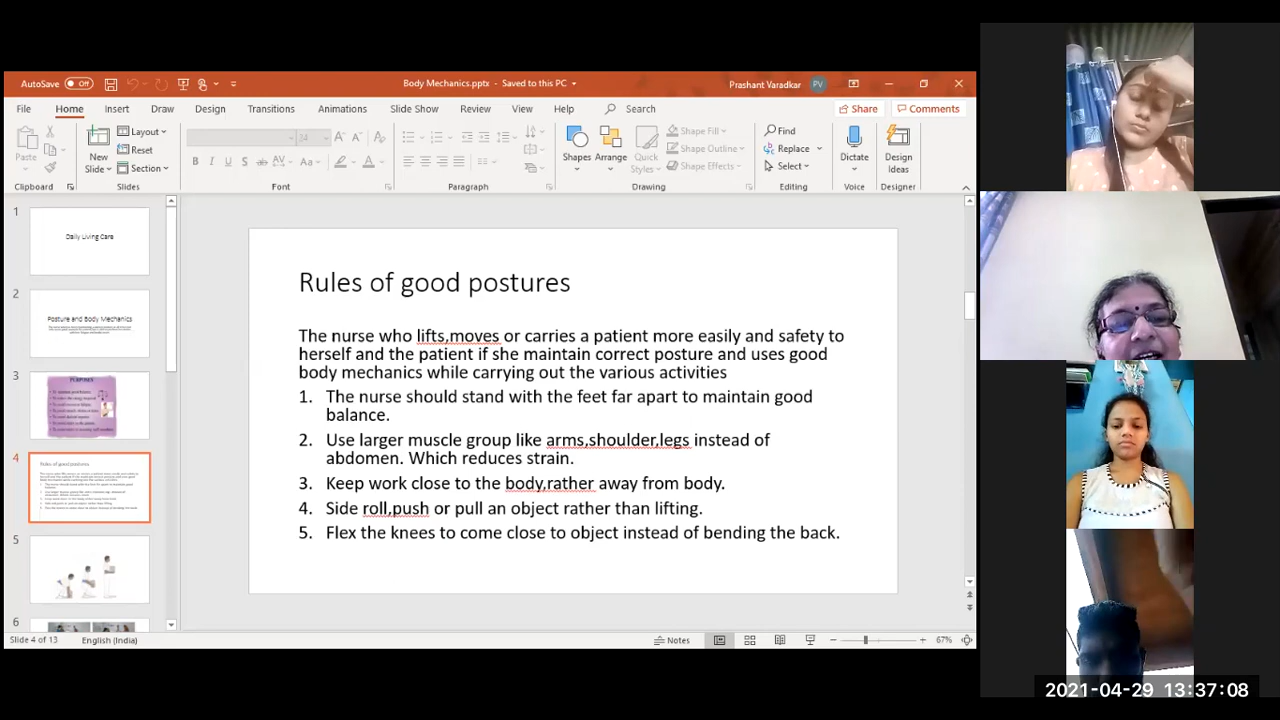 AutoSave Off
Body Mechanics.pptx - Saved to this PC
Prashant Varadkar PV
File Home Insert Draw Design Transitions Animations Slide Show Review View Help Search Share Comments
Paste
Clipboard
New Slide
Layout
Reset
Section
Slides
34
B I U S ab AV Aa A
Font
Paragraph
Shapes
Arrange
Quick Styles
Shape Fill
Shape Outline
Shape Effects
Drawing
Find
Replace
Select
Editing
Dictate
Voice
Design Ideas
Designer
1
Daily Living Care
2
Posture and Body Mechanics
3
PURPOSES
4
Rules of good postures
5
6
Rules of good postures
The nurse who lifts,moves or carries a patient more easily and safety to
herself and the patient if she maintain correct posture and uses good
body mechanics while carrying out the various activities
1. The nurse should stand with the feet far apart to maintain good
balance.
2. Use larger muscle group like arms,shoulder,legs instead of
abdomen. Which reduces strain.
3. Keep work close to the body,rather away from body.
4. Side roll,push or pull an object rather than lifting.
5. Flex the knees to come close to object instead of bending the back.
Slide 4 of 13 English (India) Notes 67%
2021-04-29 13:37:08